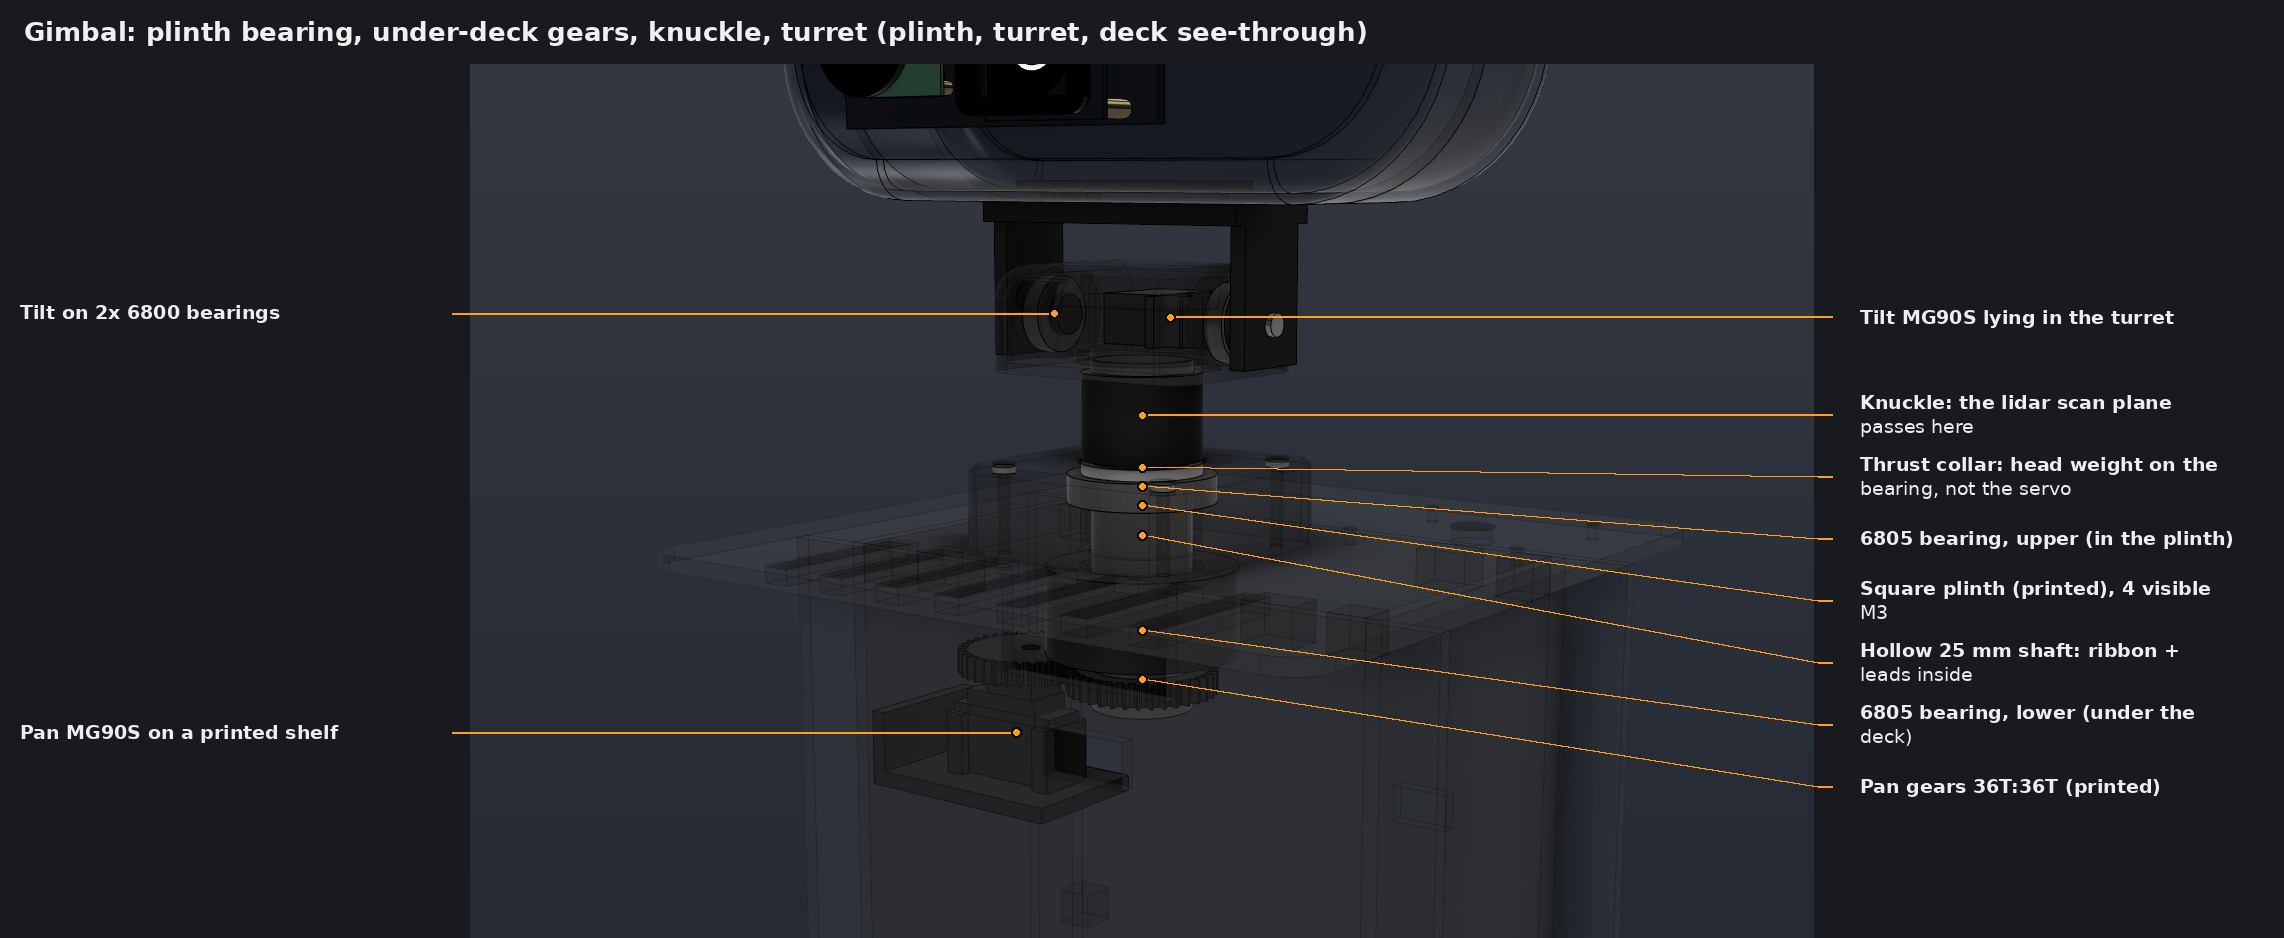 Gimbal: plinth bearing, under-deck gears, knuckle, turret (plinth, turret, deck see-through)
Tilt on 2x 6800 bearings
Pan MG90S on a printed shelf
Tilt MG90S lying in the turret
Knuckle: the lidar scan plane
passes here
Thrust collar: head weight on the
bearing, not the servo
6805 bearing, upper (in the plinth)
Square plinth (printed), 4 visible
M3
Hollow 25 mm shaft: ribbon +
leads inside
6805 bearing, lower (under the
deck)
Pan gears 36T:36T (printed)